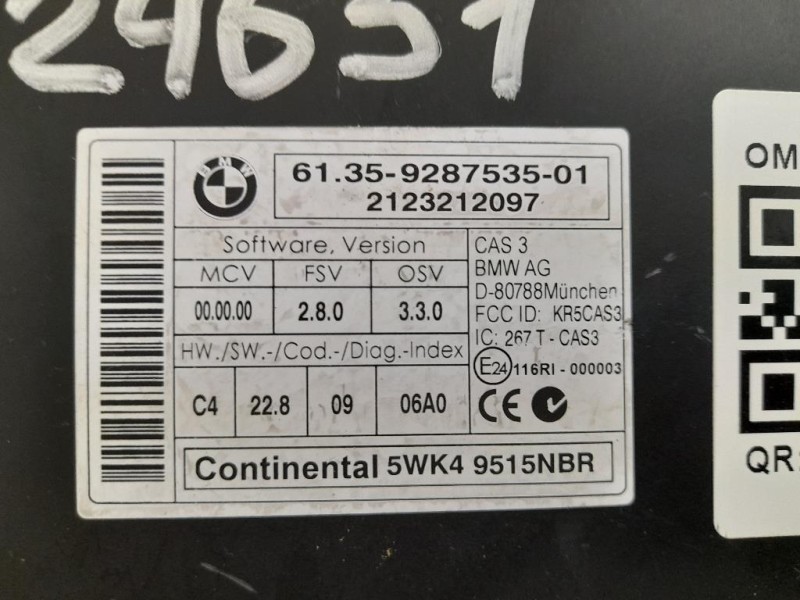 24651
BMW
61.35-9287535-01
2123212097
Software, Version
MCV FSV OSV
00.00.00 2.8.0 3.3.0
HW./SW.-/Cod.-/Diag.-Index
C4 22.8 09 06A0
CAS 3
BMW AG
D-80788München
FCC ID: KR5CAS3
IC: 267 T - CAS3
E24 116RI - 000003
CE
Continental 5WK4 9515NBR
OM
QR